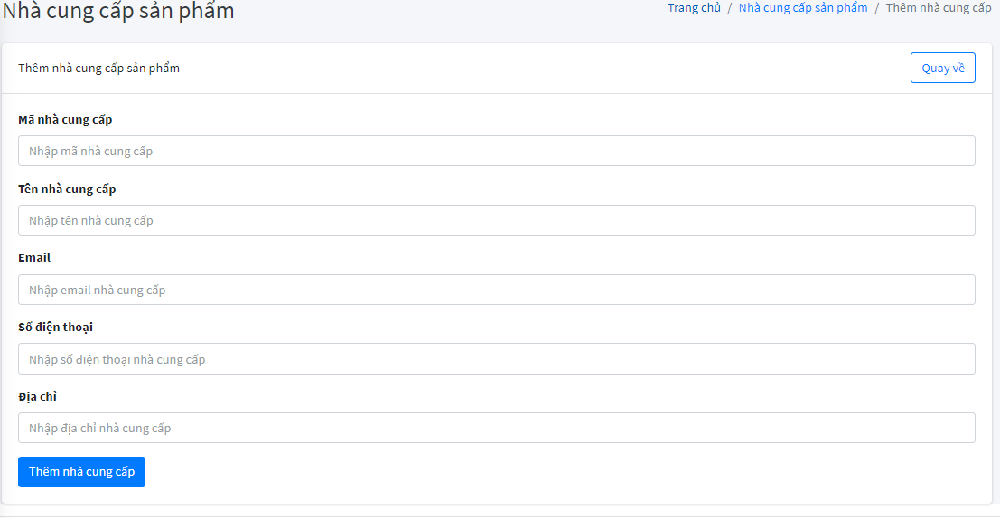 Nhà cung cấp sản phẩm
Trang chủ / Nhà cung cấp sản phẩm / Thêm nhà cung cấp
Thêm nhà cung cấp sản phẩm
Quay về
Mã nhà cung cấp
Nhập mã nhà cung cấp
Tên nhà cung cấp
Nhập tên nhà cung cấp
Email
Nhập email nhà cung cấp
Số điện thoại
Nhập số điện thoại nhà cung cấp
Địa chỉ
Nhập địa chỉ nhà cung cấp
Thêm nhà cung cấp